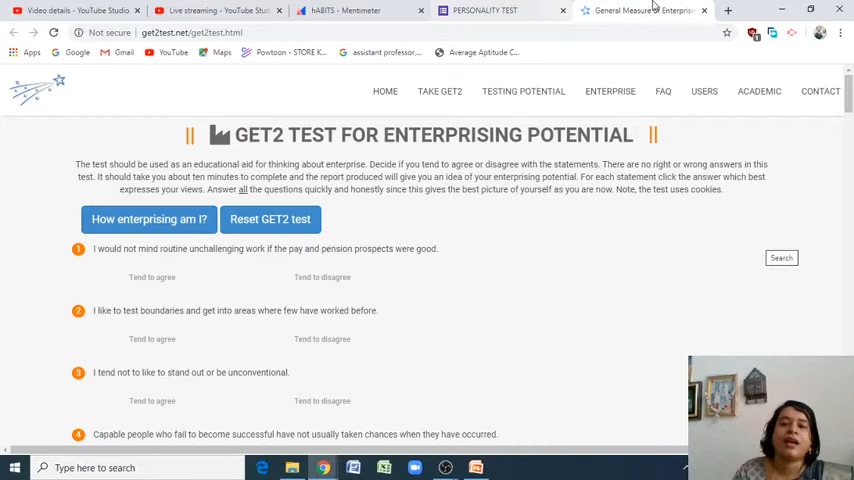 Video details - YouTube Studio
Live streaming - YouTube Stud
hABITS - Mentimeter
PERSONALITY TEST
General Measure of Enterprisi
Not secure | get2test.net/get2test.html
Apps
Google
Gmail
YouTube
Maps
Powtoon - SCREENIF...
assistant professor,...
Average Aptitude C...
HOME
TAKE GET2
TESTING POTENTIAL
ENTERPRISE
FAQ
USERS
ACADEMIC
CONTACT
GET2 TEST FOR ENTERPRISING POTENTIAL
The test should be used as an educational aid for thinking about enterprise. Decide if you tend to agree or disagree with the statements. There are no right or wrong answers in this
test. It should take you about ten minutes to complete and the report produced will give you an idea of your enterprising potential. For each statement click the answer which best
expresses your views. Answer all the questions quickly and honestly since this gives the best picture of yourself as you are now. Note, the test uses cookies.
How enterprising am I?
Reset GET2 test
1 I would not mind routine unchallenging work if the pay and pension prospects were good.
Search
Tend to agree
Tend to disagree
2 I like to test boundaries and get into areas where few have worked before.
Tend to agree
Tend to disagree
3 I tend not to like to stand out or be unconventional.
Tend to agree
Tend to disagree
4 Capable people who fail to become successful have not usually taken chances when they have occurred.
Type here to search